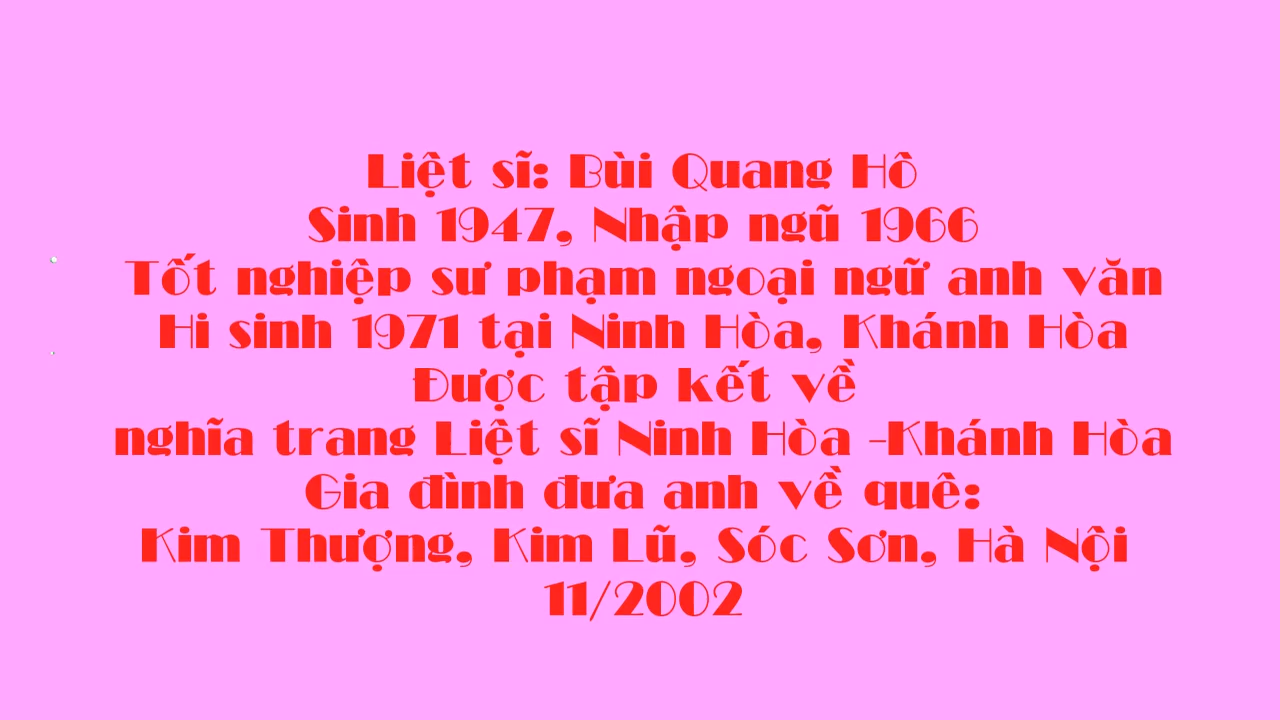 Liệt sĩ: Bùi Quang Hô
Sinh 1947, Nhập ngũ 1966
Tốt nghiệp sư phạm ngoại ngữ anh văn
Hi sinh 1971 tại Ninh Hòa, Khánh Hòa
Được tập kết về
nghĩa trang Liệt sĩ Ninh Hòa -Khánh Hòa
Gia đình đưa anh về quê:
Kim Thượng, Kim Lũ, Sóc Sơn, Hà Nội
11/2002